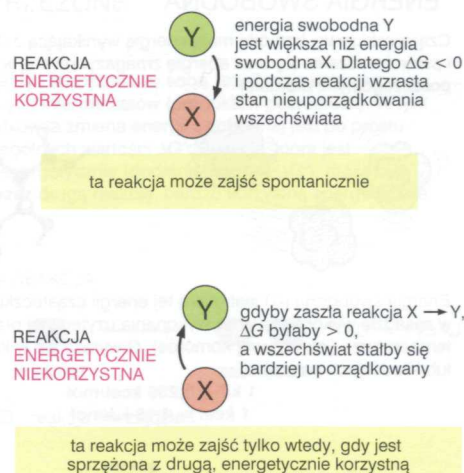 energia swobodna Y
jest większa niż energia
swobodna X. Dlatego ΔG < 0
i podczas reakcji wzrasta
stan nieuporządkowania
wszechświata
REAKCJA
ENERGETYCZNIE
KORZYSTNA
Y
X
ta reakcja może zajść spontanicznie
gdyby zaszła reakcja X → Y,
ΔG byłaby > 0,
a wszechświat stałby się
bardziej uporządkowany
REAKCJA
ENERGETYCZNIE
NIEKORZYSTNA
Y
X
ta reakcja może zajść tylko wtedy, gdy jest
sprzężona z drugą, energetycznie korzystną